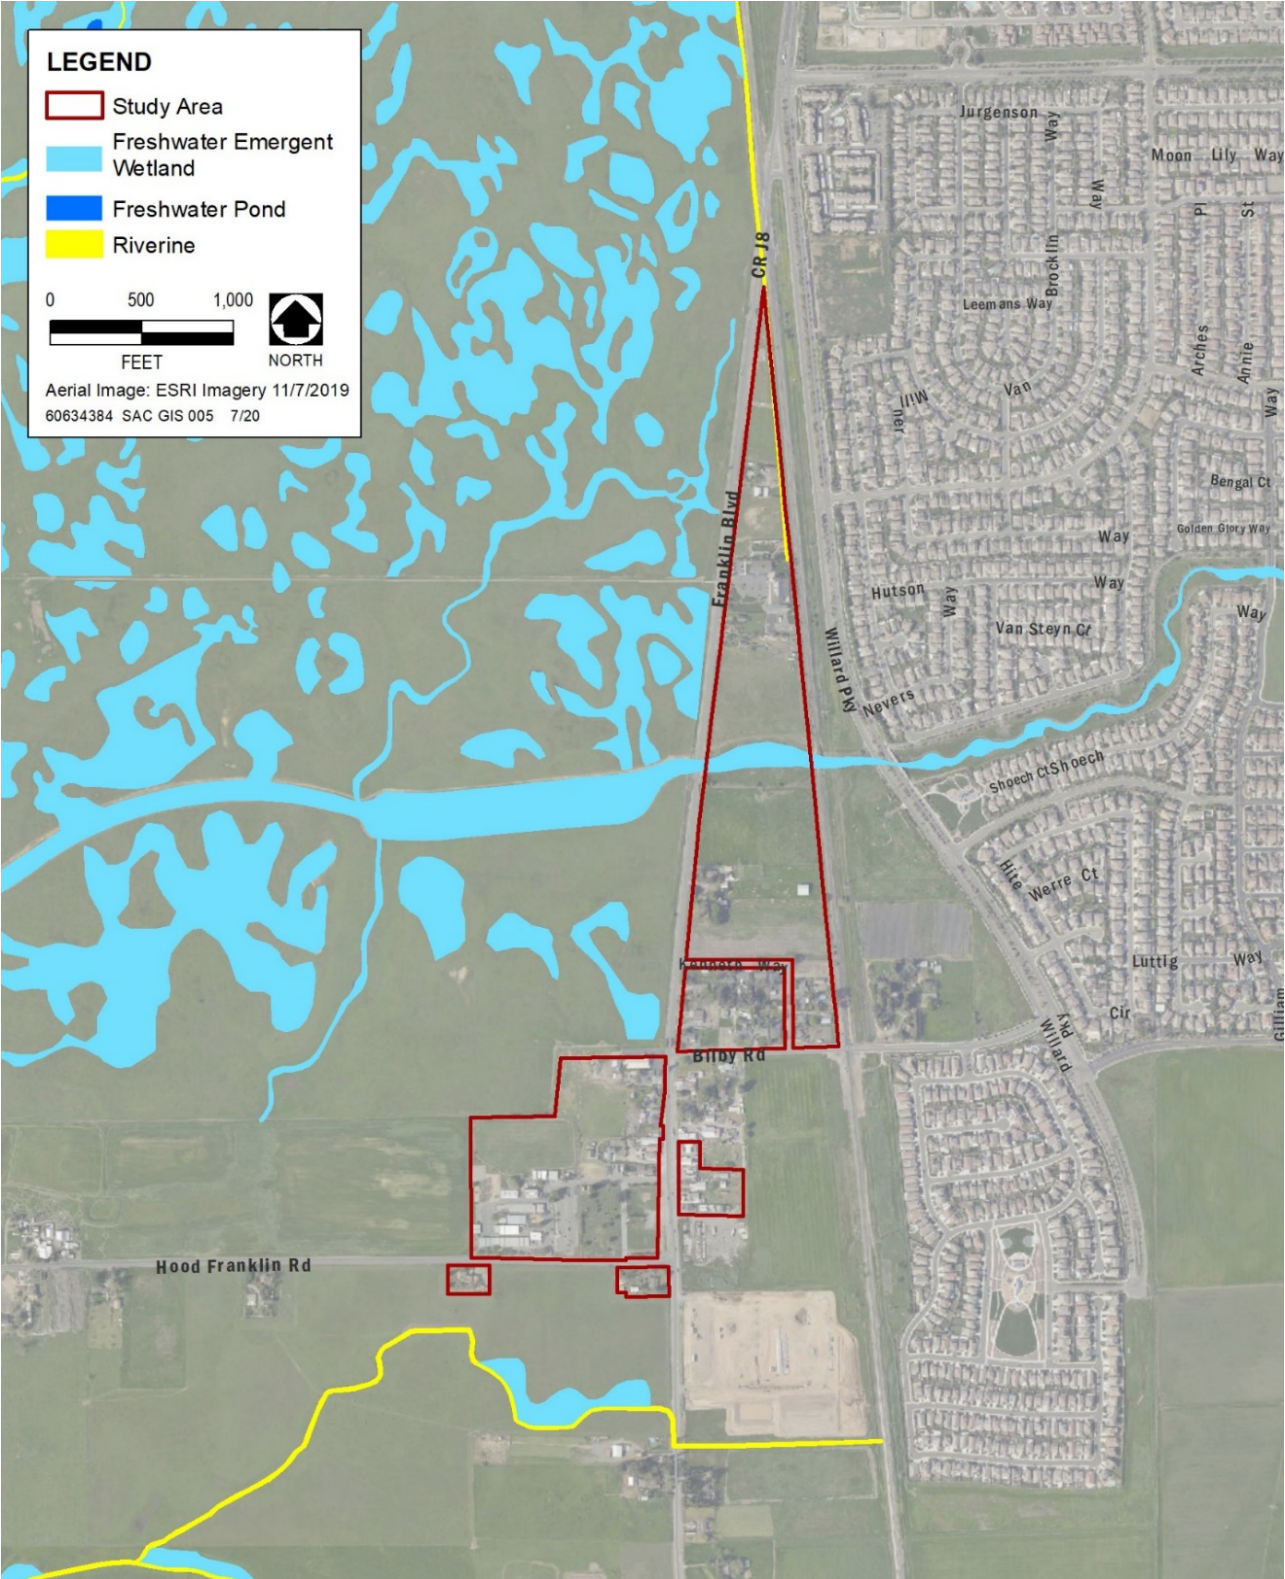 LEGEND
Study Area
Freshwater Emergent
Wetland
Freshwater Pond
Riverine
0 500 1,000
FEET
NORTH
Aerial Image: ESRI Imagery 11/7/2019
60634384 SAC GIS 005 7/20
Jurgenson
Way
Moon Lily Way
Way
Pl
St
CR J8
Brocklin
Leemans Way
Arches
Annie
Van
Millner
Way
Bengal Ct
Golden Glory Way
Franklin Blvd
Way
Hutson
Way
Way
Van Steyn Ct
Way
Willard Pky
Nevers
Shoech Ct
Shoech
Hite
Werre Ct
Kenneth Way
Luttig Way
Cir
Willard Pky
Gilliam
Bilby Rd
Hood Franklin Rd